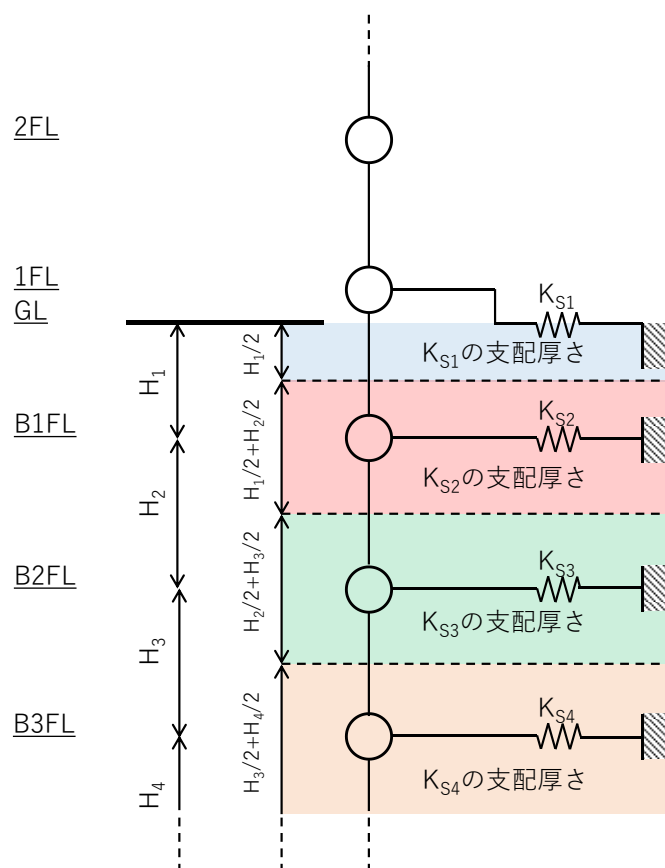 2FL
1FL
GL
K_S1
H_1/2
K_S1の支配厚さ
H_1
K_S2
B1FL
H_1/2+H_2/2
K_S2の支配厚さ
H_2
K_S3
B2FL
H_2/2+H_3/2
K_S3の支配厚さ
H_3
K_S4
B3FL
H_3/2+H_4/2
K_S4の支配厚さ
H_4